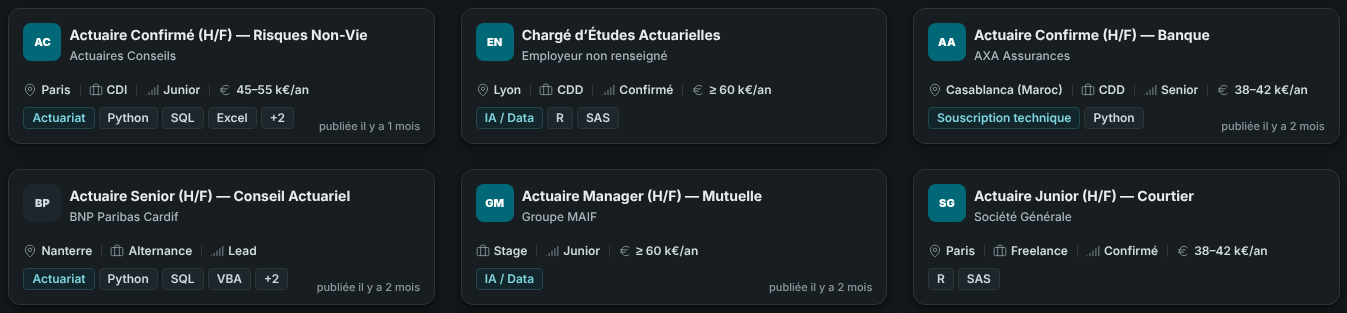 AC
Actuaire Confirmé (H/F) — Risques Non-Vie
Actuaires Conseils
Paris CDI Junior 45–55 k€/an
Actuariat Python SQL Excel +2
publiée il y a 1 mois
EN
Chargé d’Études Actuarielles
Employeur non renseigné
Lyon CDD Confirmé ≥ 60 k€/an
IA / Data R SAS
AA
Actuaire Confirme (H/F) — Banque
AXA Assurances
Casablanca (Maroc) CDD Senior 38–42 k€/an
Souscription technique Python
publiée il y a 2 mois
BP
Actuaire Senior (H/F) — Conseil Actuariel
BNP Paribas Cardif
Nanterre Alternance Lead
Actuariat Python SQL VBA +2
publiée il y a 2 mois
GM
Actuaire Manager (H/F) — Mutuelle
Groupe MAIF
Stage Junior ≥ 60 k€/an
IA / Data
publiée il y a 2 mois
SG
Actuaire Junior (H/F) — Courtier
Société Générale
Paris Freelance Confirmé 38–42 k€/an
R SAS